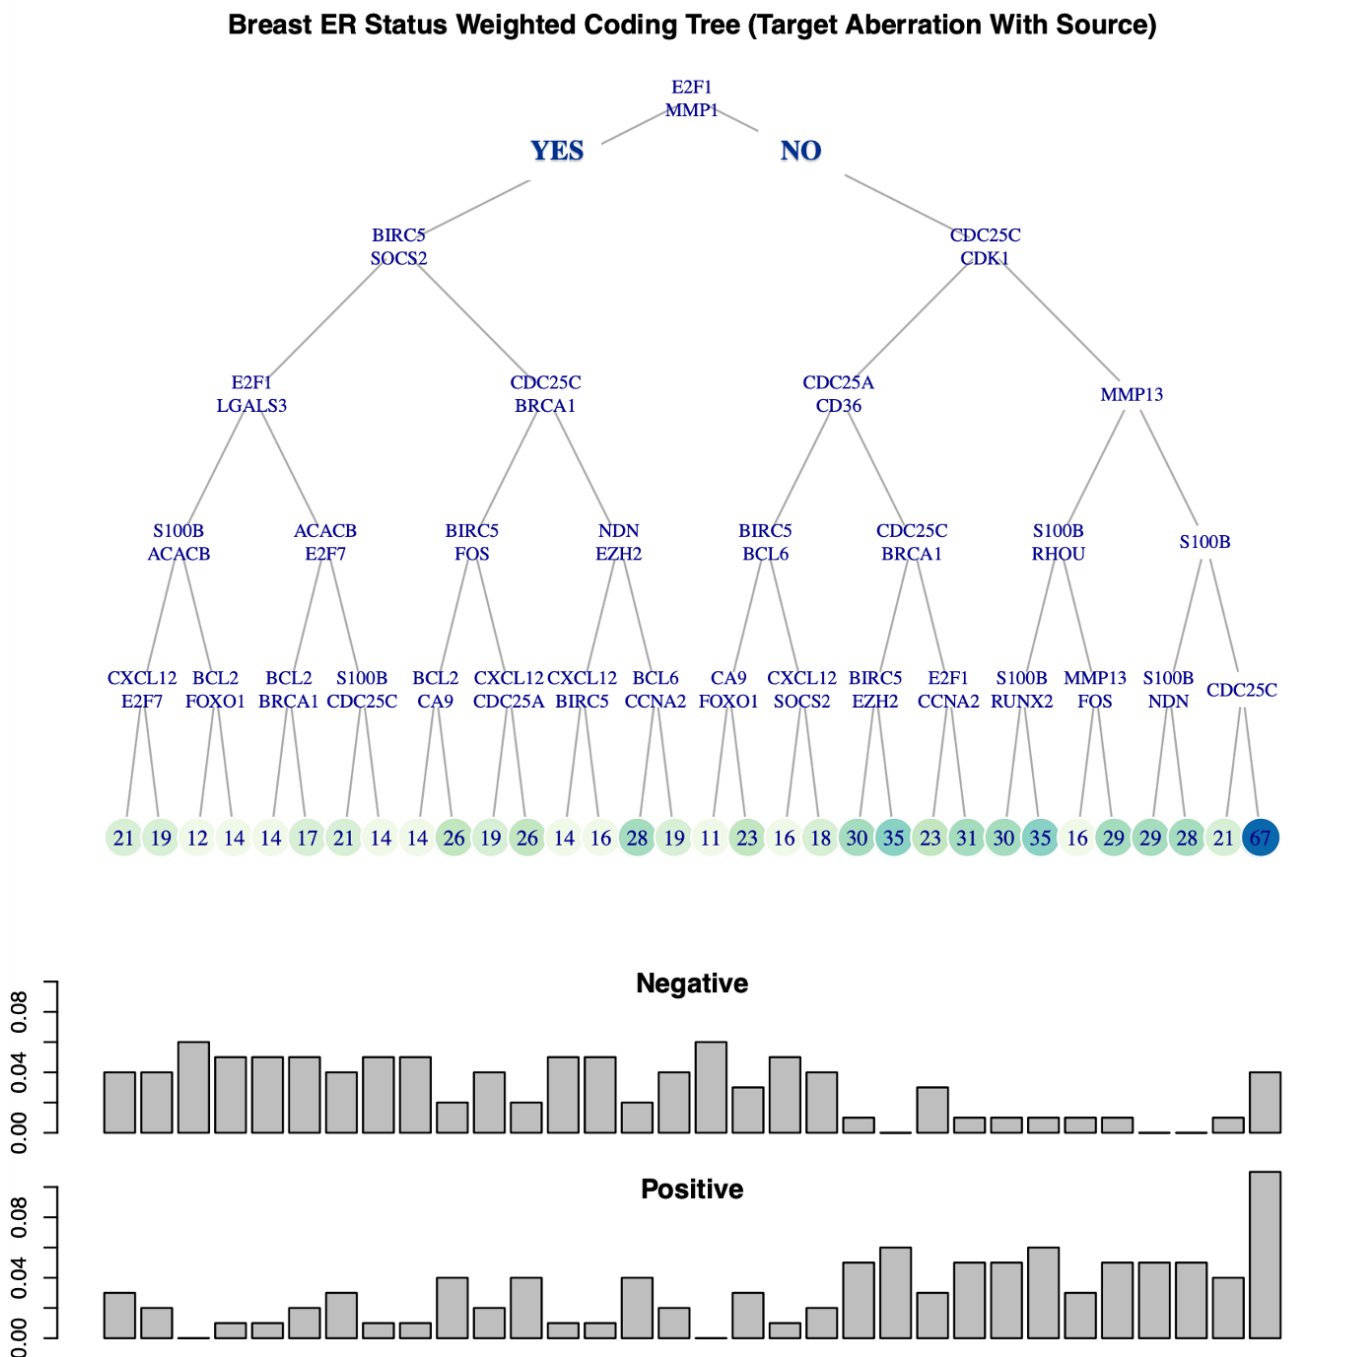 Breast ER Status Weighted Coding Tree (Target Aberration With Source)
E2F1
MMP1
YES NO
BIRC5 CDC25C
SOCS2 CDK1
E2F1 CDC25C CDC25A MMP13
LGALS3 BRCA1 CD36
S100B ACACB BIRC5 NDN BIRC5 CDC25C S100B S100B
ACACB E2F7 FOS EZH2 BCL6 BRCA1 RHOU
CXCL12 BCL2 BCL2 S100B BCL2 CXCL12 CXCL12 BCL6 CA9 CXCL12 BIRC5 E2F1 S100B MMP13 S100B CDC25C
E2F7 FOXO1 BRCA1 CDC25C CA9 CDC25A BIRC5 CCNA2 FOXO1 SOCS2 EZH2 CCNA2 RUNX2 FOS NDN
21 19 12 14 14 17 21 14 14 26 19 26 14 16 28 19 11 23 16 18 30 35 23 31 30 35 16 29 29 28 21 67
Negative
0.08
0.04
0.00
Positive
0.08
0.04
0.00